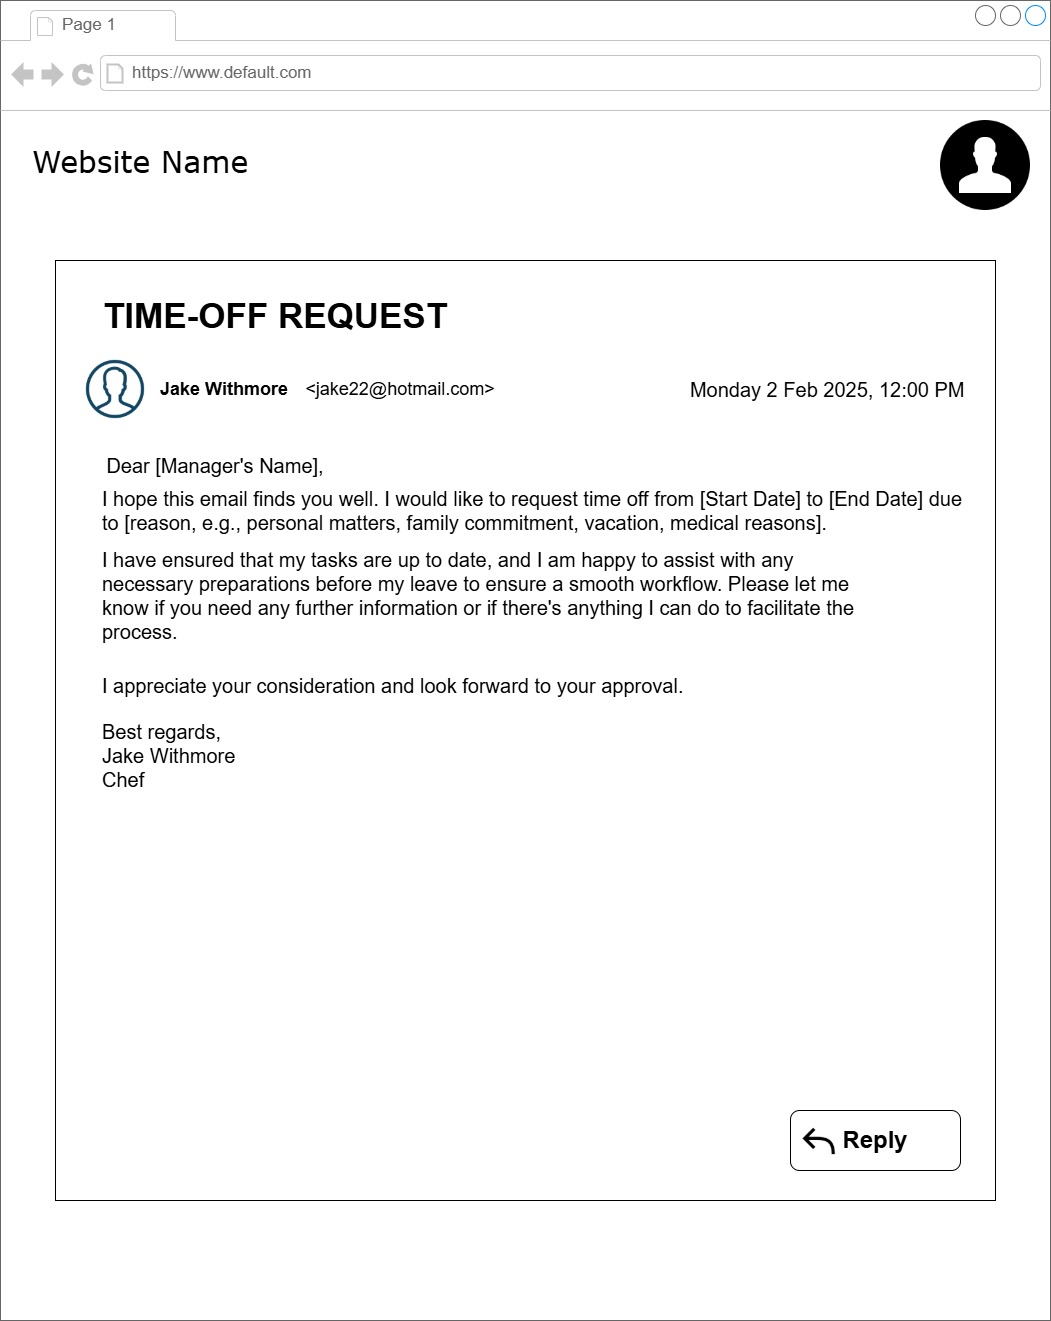 Page 1
https://www.default.com
Website Name
TIME-OFF REQUEST
Jake Withmore <jake22@hotmail.com> Monday 2 Feb 2025, 12:00 PM
Dear [Manager's Name],
I hope this email finds you well. I would like to request time off from [Start Date] to [End Date] due
to [reason, e.g., personal matters, family commitment, vacation, medical reasons].
I have ensured that my tasks are up to date, and I am happy to assist with any
necessary preparations before my leave to ensure a smooth workflow. Please let me
know if you need any further information or if there's anything I can do to facilitate the
process.
I appreciate your consideration and look forward to your approval.
Best regards,
Jake Withmore
Chef
Reply